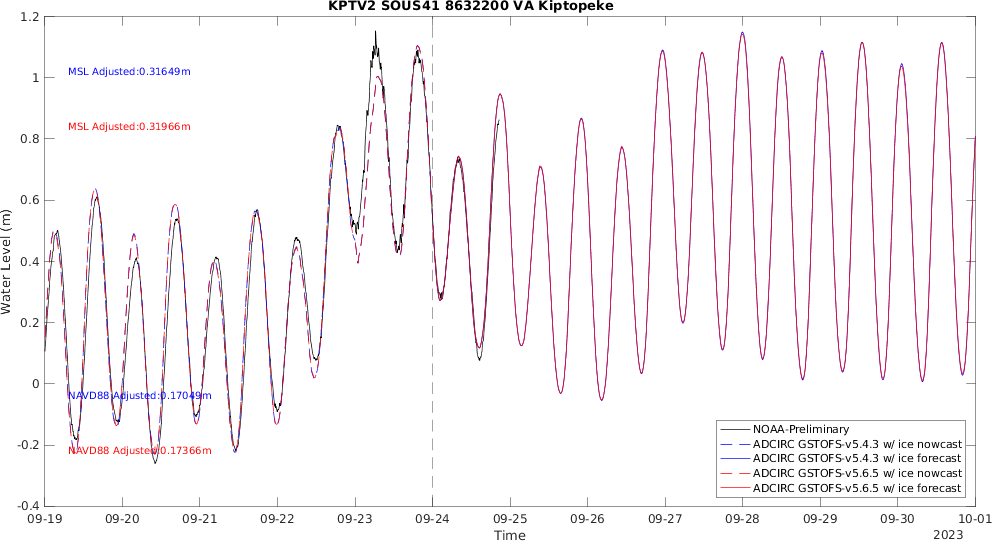 KPTV2 SOUS41 8632200 VA Kiptopeke
1.2
1
0.8
0.6
0.4
0.2
0
-0.2
-0.4
Water Level (m)
MSL Adjusted:0.31649m
MSL Adjusted:0.31966m
NAVD88 Adjusted:0.17049m
NAVD88 Adjusted:0.17366m
NOAA-Preliminary
ADCIRC GSTOFS-v5.4.3 w/ ice nowcast
ADCIRC GSTOFS-v5.4.3 w/ ice forecast
ADCIRC GSTOFS-v5.6.5 w/ ice nowcast
ADCIRC GSTOFS-v5.6.5 w/ ice forecast
09-19 09-20 09-21 09-22 09-23 09-24 09-25 09-26 09-27 09-28 09-29 09-30 10-01
Time
2023